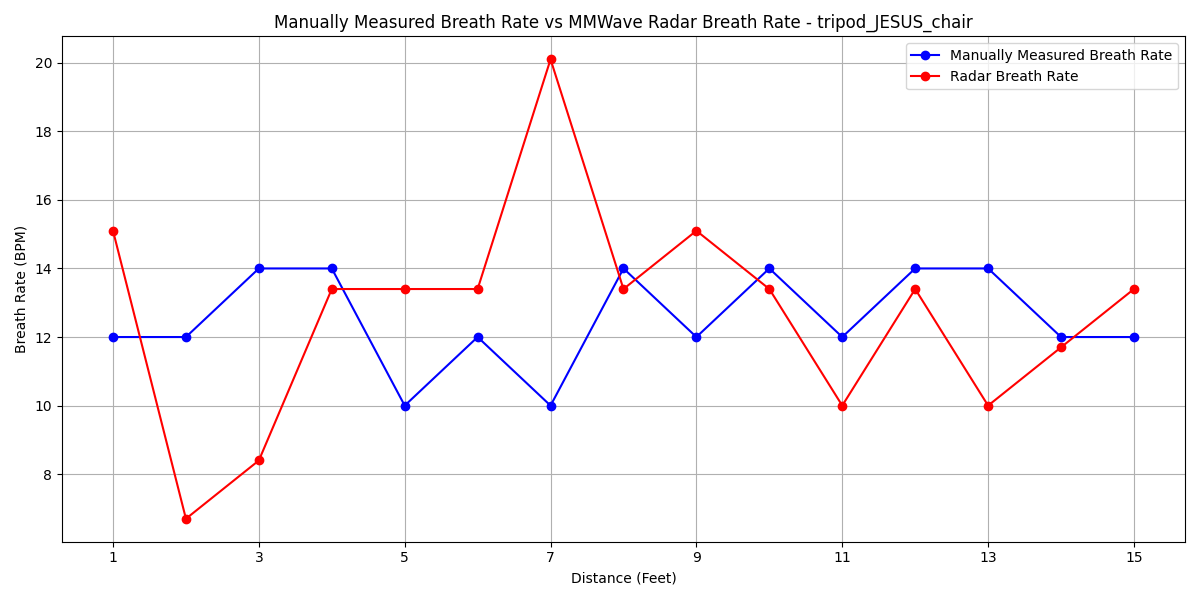 Manually Measured Breath Rate vs MMWave Radar Breath Rate - tripod_JESUS_chair
Manually Measured Breath Rate
Radar Breath Rate
Breath Rate (BPM)
20
18
16
14
12
10
8
1 3 5 7 9 11 13 15
Distance (Feet)